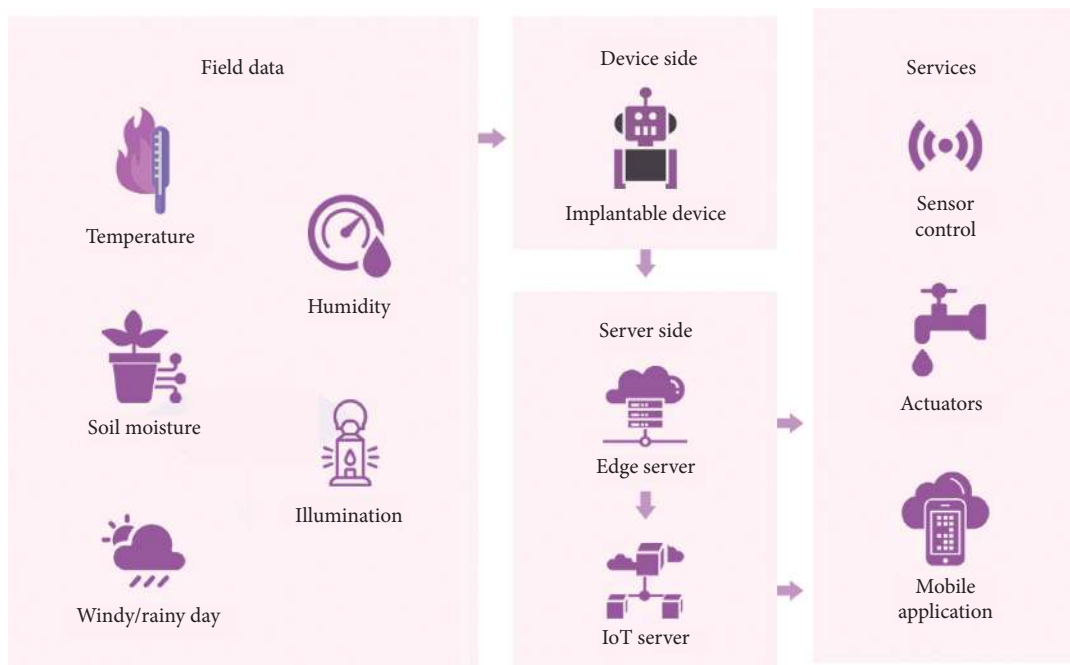 Field data
Temperature
Humidity
Soil moisture
Illumination
Windy/rainy day
Device side
Implantable device
Server side
Edge server
IoT server
Services
Sensor
control
Actuators
Mobile
application